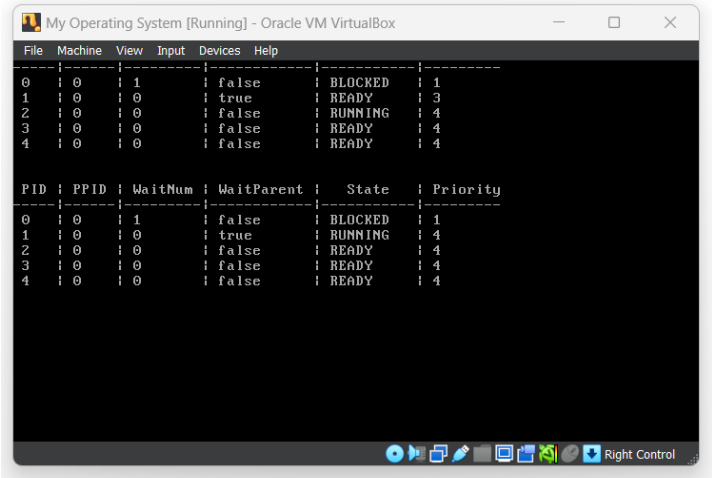 My Operating System [Running] - Oracle VM VirtualBox
File Machine View Input Devices Help
-----¦------¦---------¦------------¦-----------¦---------
0 ¦ 0 ¦ 1 ¦ false ¦ BLOCKED ¦ 1
1 ¦ 0 ¦ 0 ¦ true ¦ READY ¦ 3
2 ¦ 0 ¦ 0 ¦ false ¦ RUNNING ¦ 4
3 ¦ 0 ¦ 0 ¦ false ¦ READY ¦ 4
4 ¦ 0 ¦ 0 ¦ false ¦ READY ¦ 4
PID ¦ PPID ¦ WaitNum ¦ WaitParent ¦ State ¦ Priority
-----¦------¦---------¦------------¦-----------¦---------
0 ¦ 0 ¦ 1 ¦ false ¦ BLOCKED ¦ 1
1 ¦ 0 ¦ 0 ¦ true ¦ RUNNING ¦ 4
2 ¦ 0 ¦ 0 ¦ false ¦ READY ¦ 4
3 ¦ 0 ¦ 0 ¦ false ¦ READY ¦ 4
4 ¦ 0 ¦ 0 ¦ false ¦ READY ¦ 4
Right Control